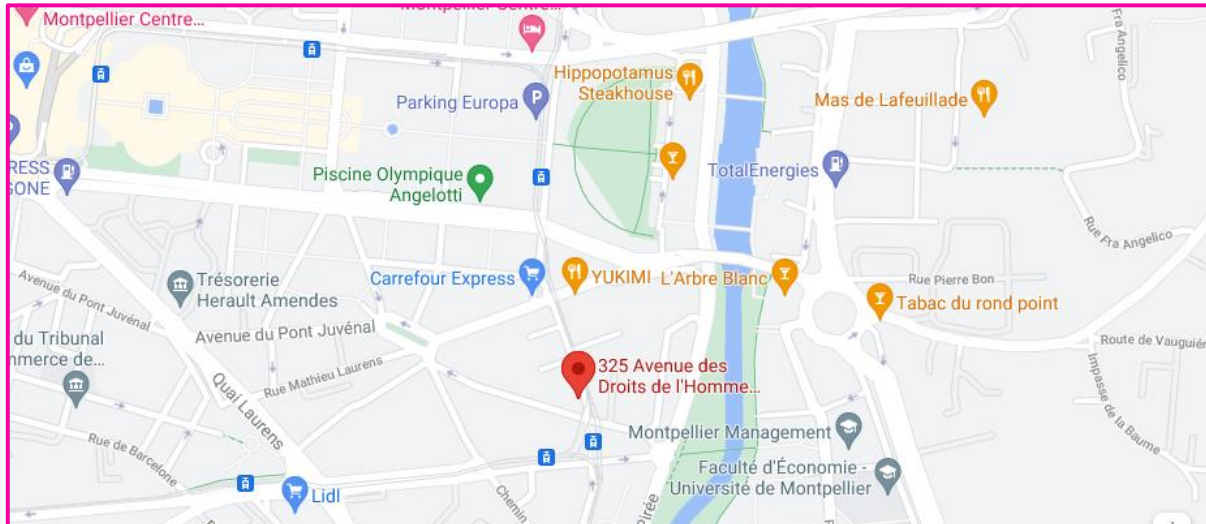 Montpellier Centre...
Montpellier Centre...
Hippopotamus
Steakhouse
Parking Europa
P
Mas de Lafeuillade
Fra Angelico
RESS
GONE
Piscine Olympique
Angelotti
TotalEnergies
Rue Fra Angelico
Trésorerie
Herault Amendes
Carrefour Express
YUKIMI
L'Arbre Blanc
Rue Pierre Bon
Tabac du rond point
Avenue du Pont Juvénal
Avenue du Pont Juvénal
du Tribunal
mmerce de...
Route de Vauguiè
325 Avenue des
Droits de l'Homme...
Rue Mathieu Laurens
Quai Laurens
Impasse de la Baume
Montpellier Management
Rue de Barcelone
Faculté d'Économie -
Université de Montpellier
Lidl
Chemin
Pirée